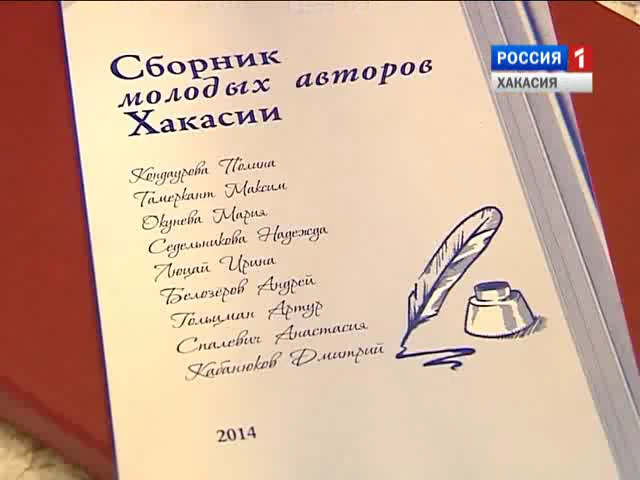 Сборник
молодых авторов
Хакасии
Кондаурова Полина
Тамеркант Максим
Окунева Мария
Седельникова Надежда
Люцай Ирина
Белозёров Андрей
Гольцман Артур
Спалевич Анастасия
Кабанюков Дмитрий
2014
РОССИЯ 1
ХАКАСИЯ